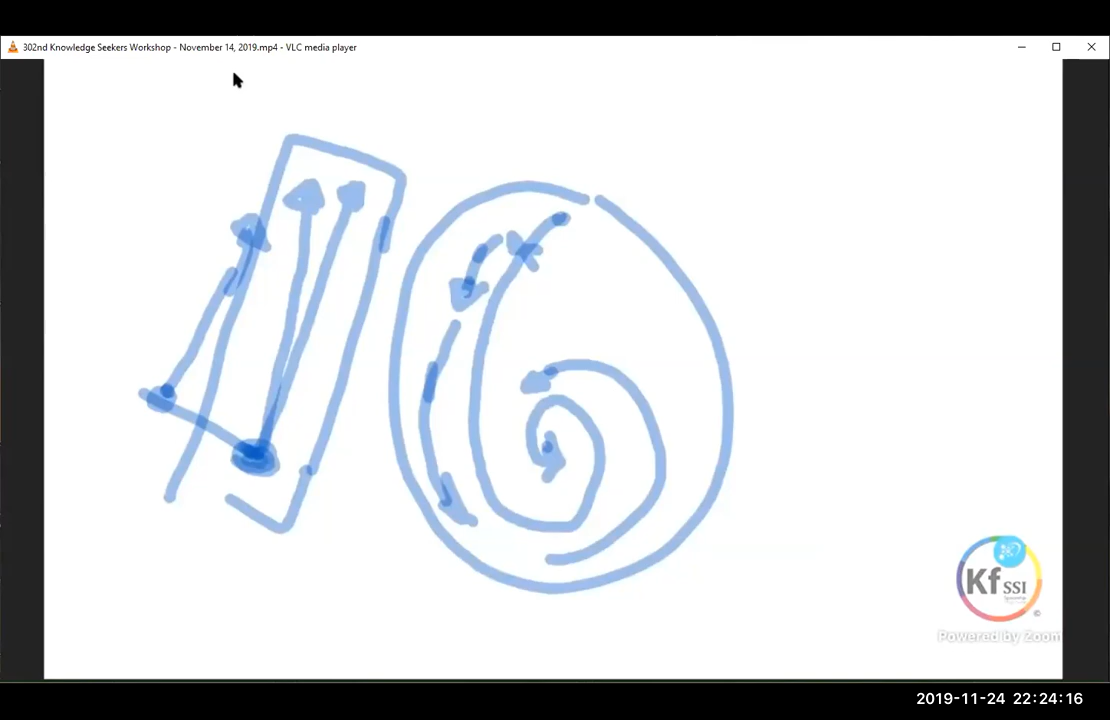 302nd Knowledge Seekers Workshop - November 14, 2019.mp4 - VLC media player
Kf SSI
Powered by Zoom
2019-11-24 22:24:16